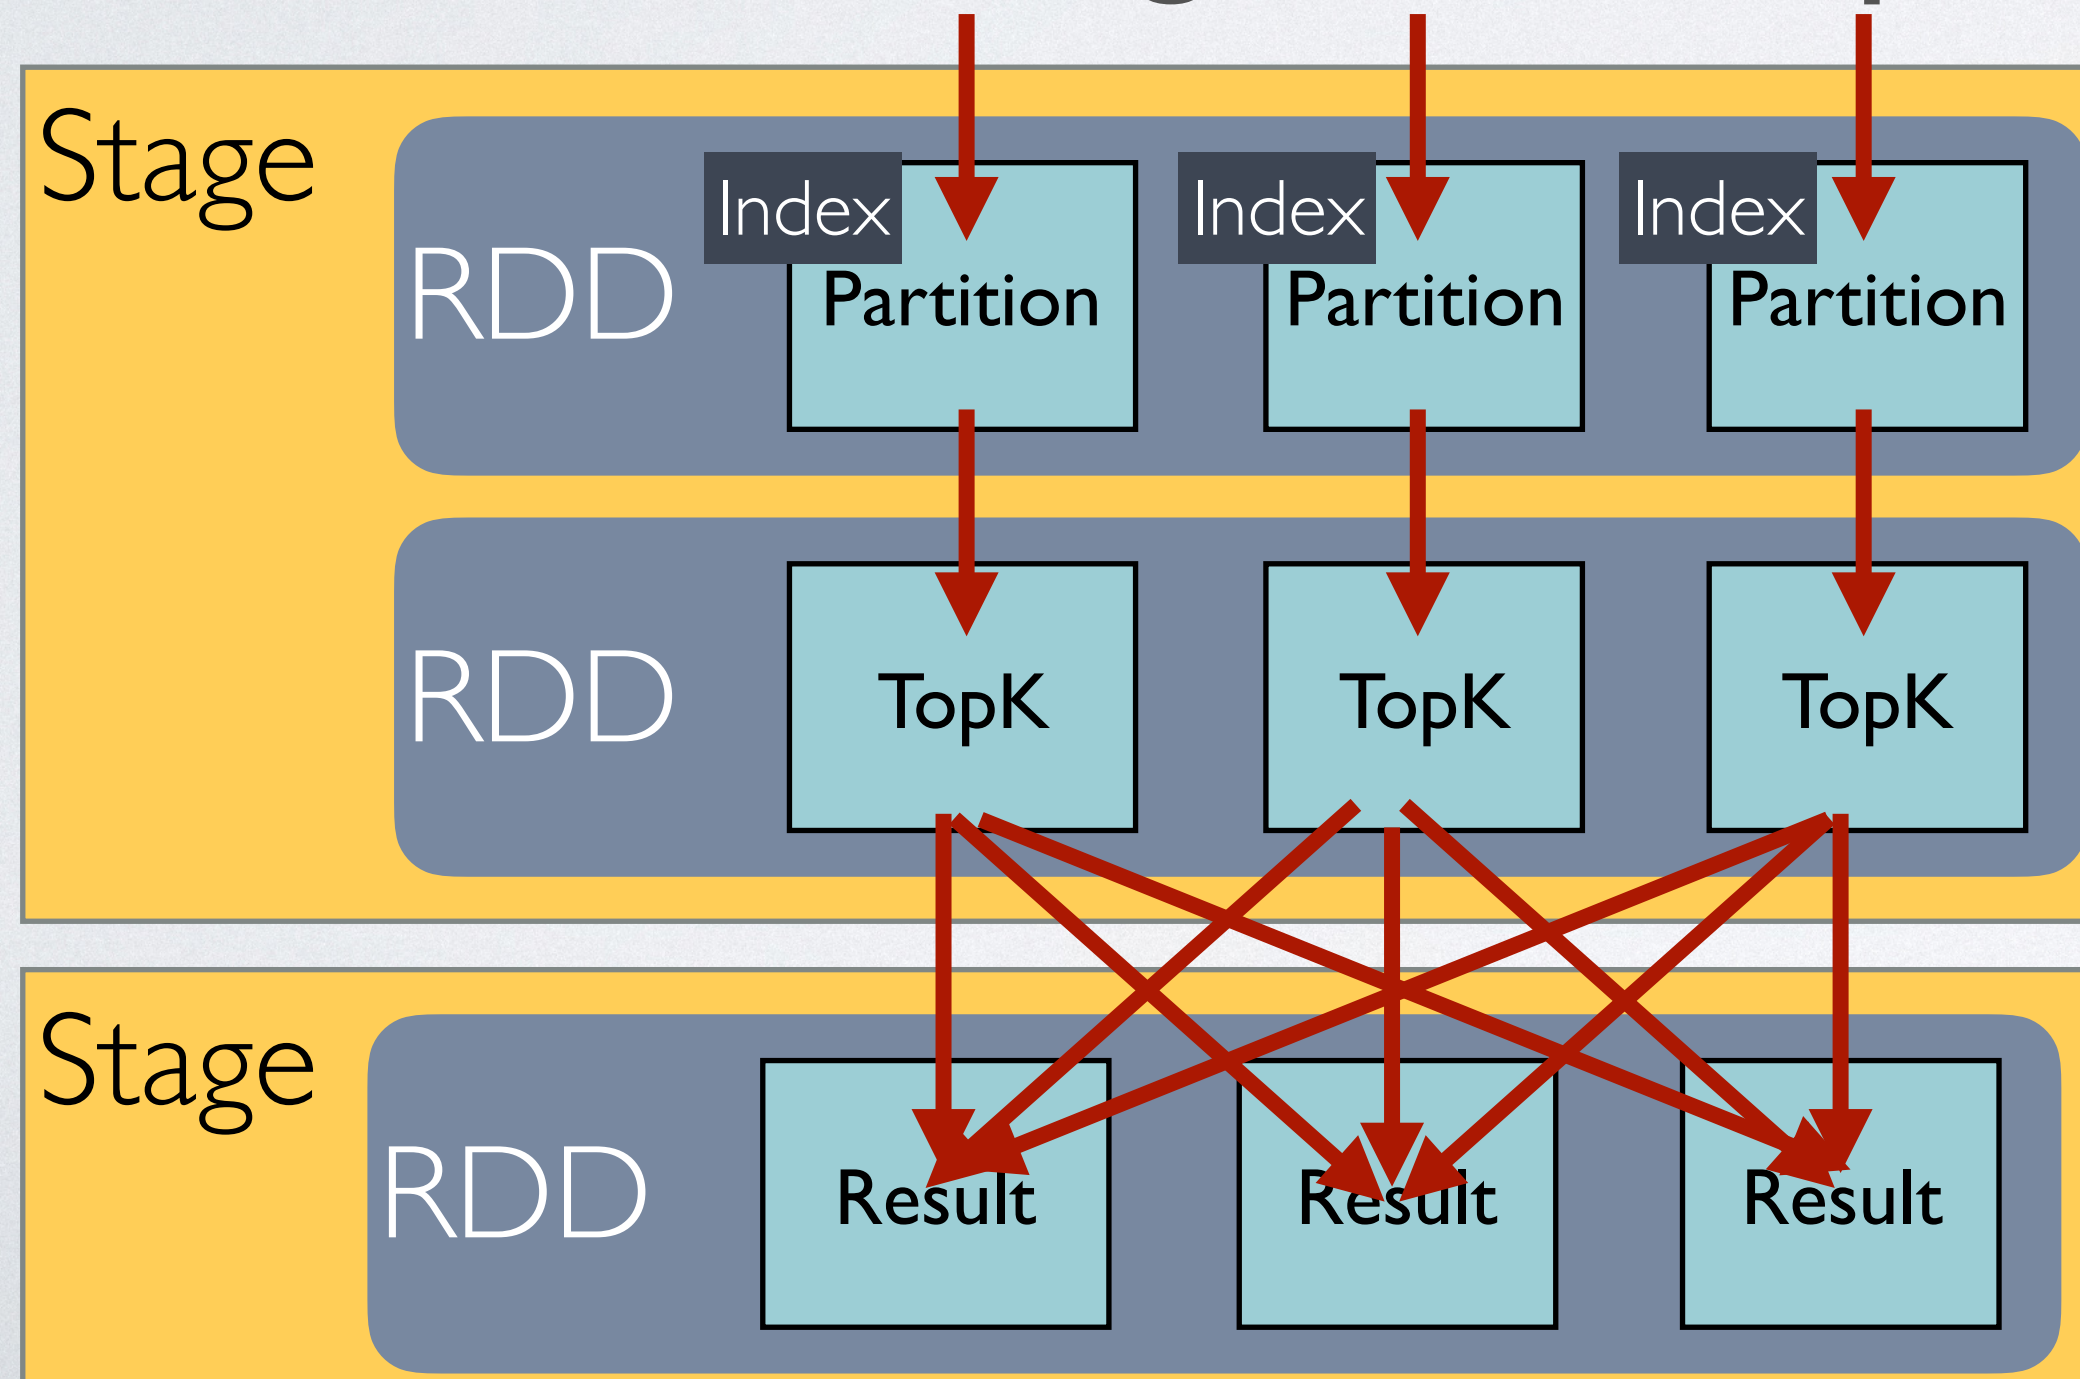 Stage
Index Index Index
RDD
Partition Partition Partition
RDD
TopK TopK TopK
Stage
RDD
Result Result Result